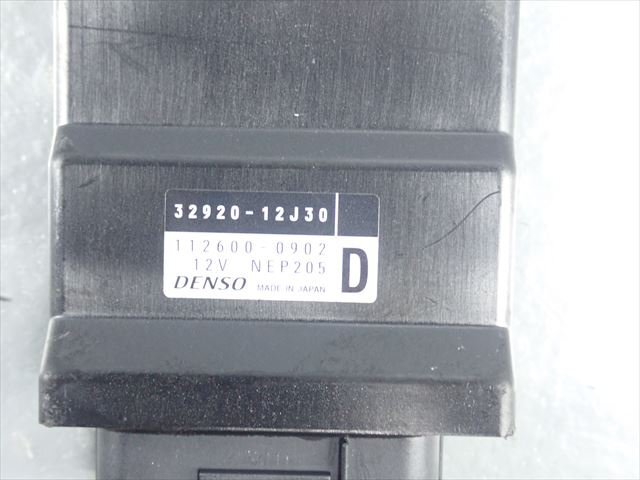 32920-12J30
112600-0902
12V NEP205
D
DENSO MADE IN JAPAN